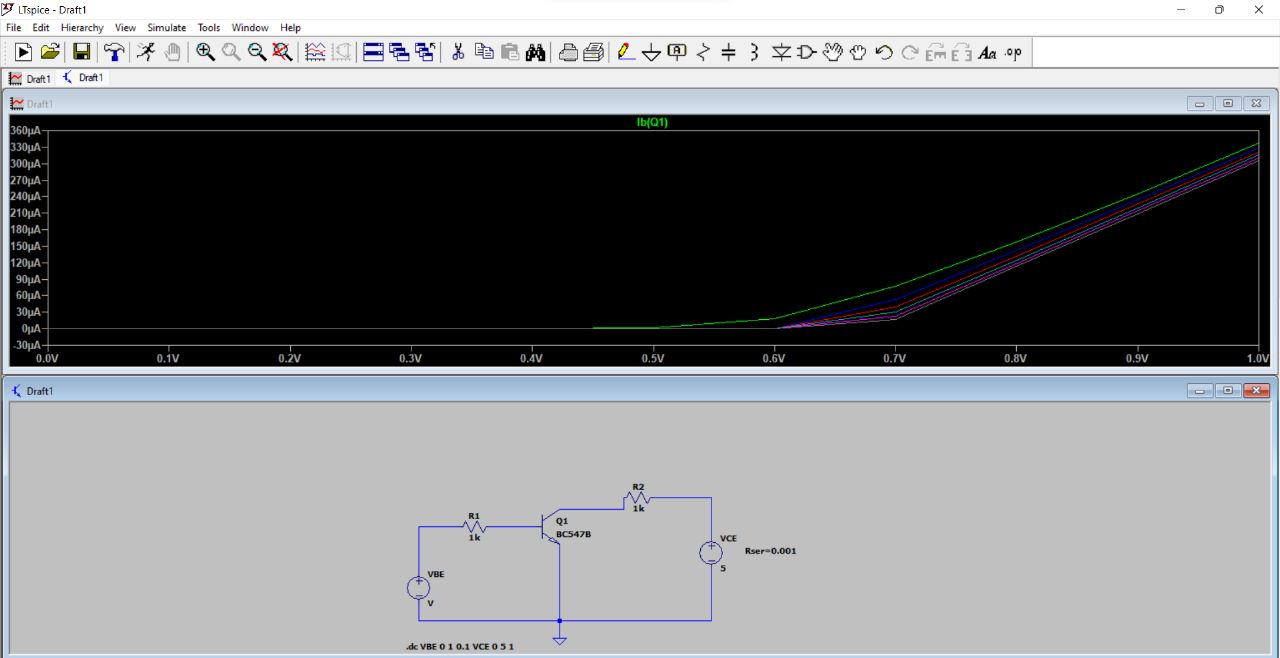 LTspice - Draft1
File Edit Hierarchy View Simulate Tools Window Help
Aa .op
Draft1 Draft1
Draft1
Ib(Q1)
360µA
330µA
300µA
270µA
240µA
210µA
180µA
150µA
120µA
90µA
60µA
30µA
0µA
-30µA
0.0V 0.1V 0.2V 0.3V 0.4V 0.5V 0.6V 0.7V 0.8V 0.9V 1.0V
Draft1
R2
1k
R1
1k
Q1
BC547B
VCE
Rser=0.001
5
VBE
V
.dc VBE 0 1 0.1 VCE 0 5 1